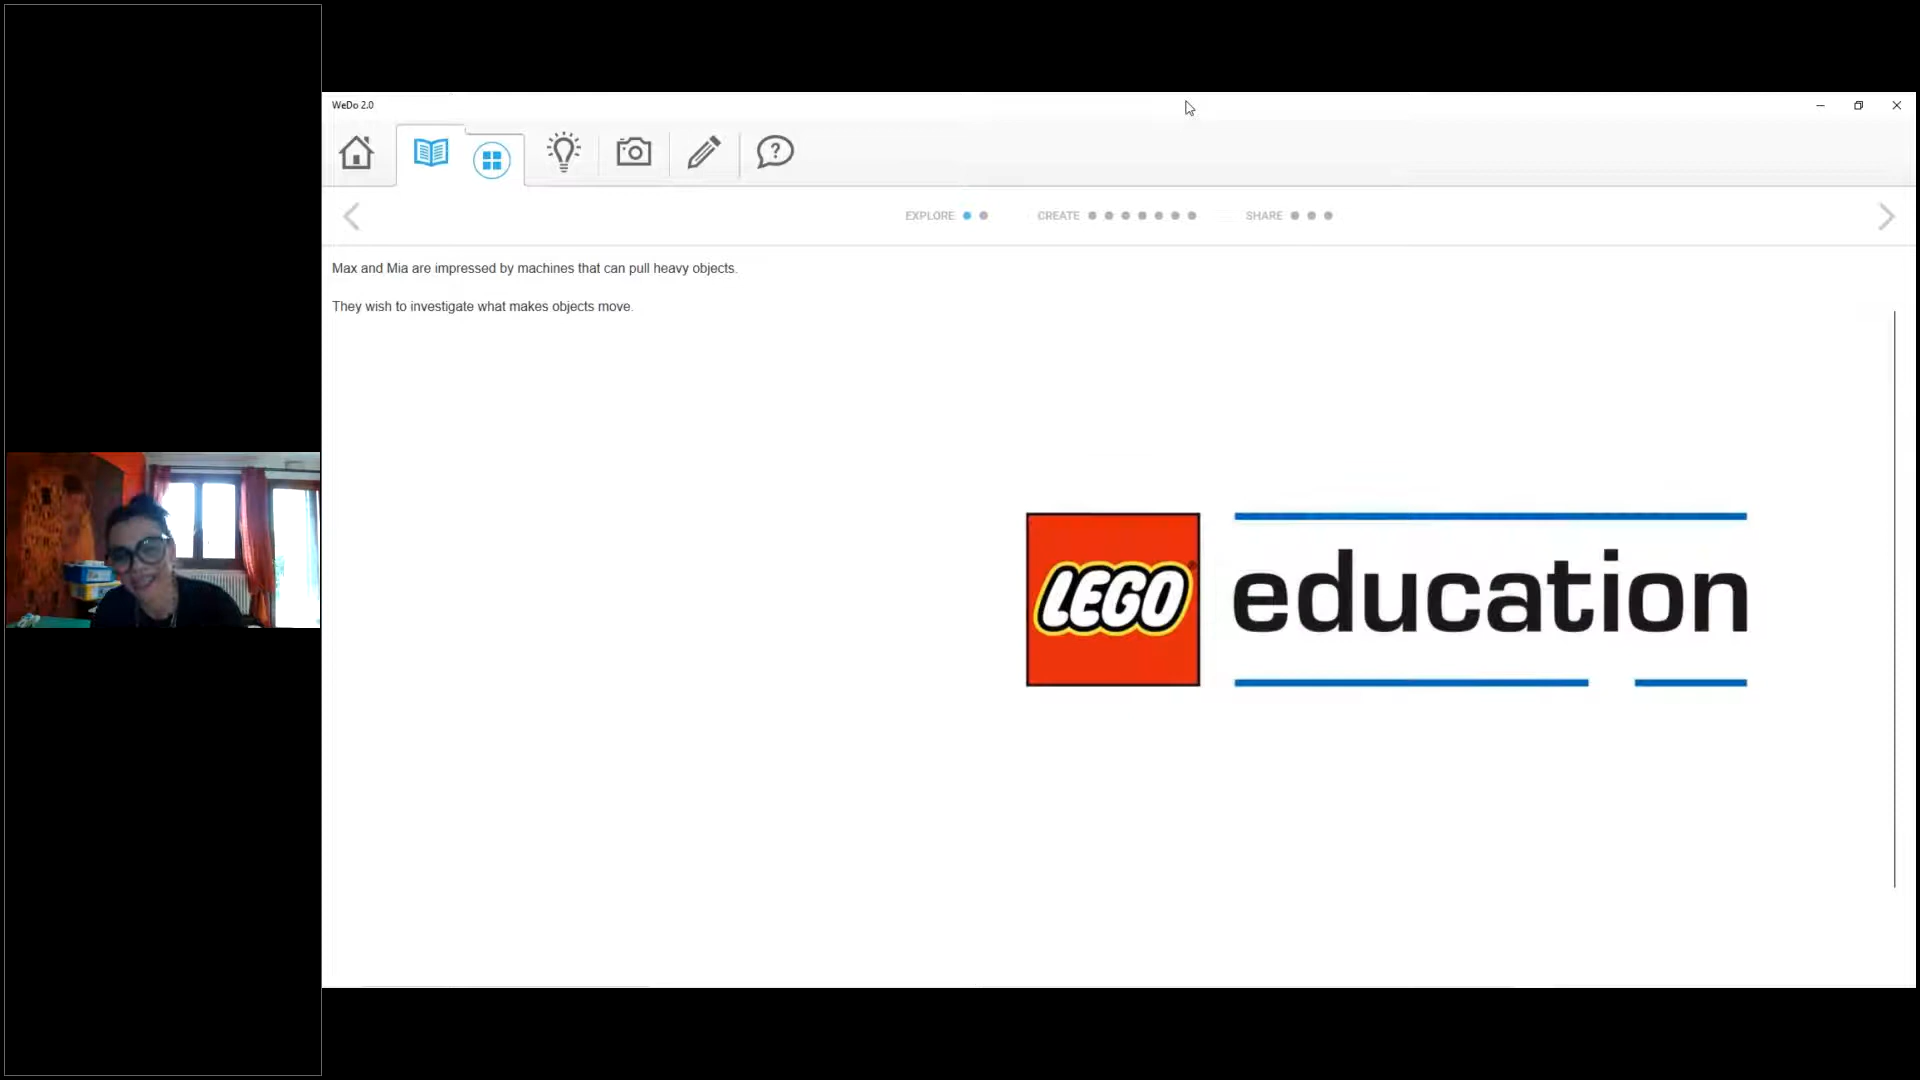 WeDo 2.0
EXPLORE CREATE SHARE
Max and Mia are impressed by machines that can pull heavy objects.
They wish to investigate what makes objects move.
LEGO®
education